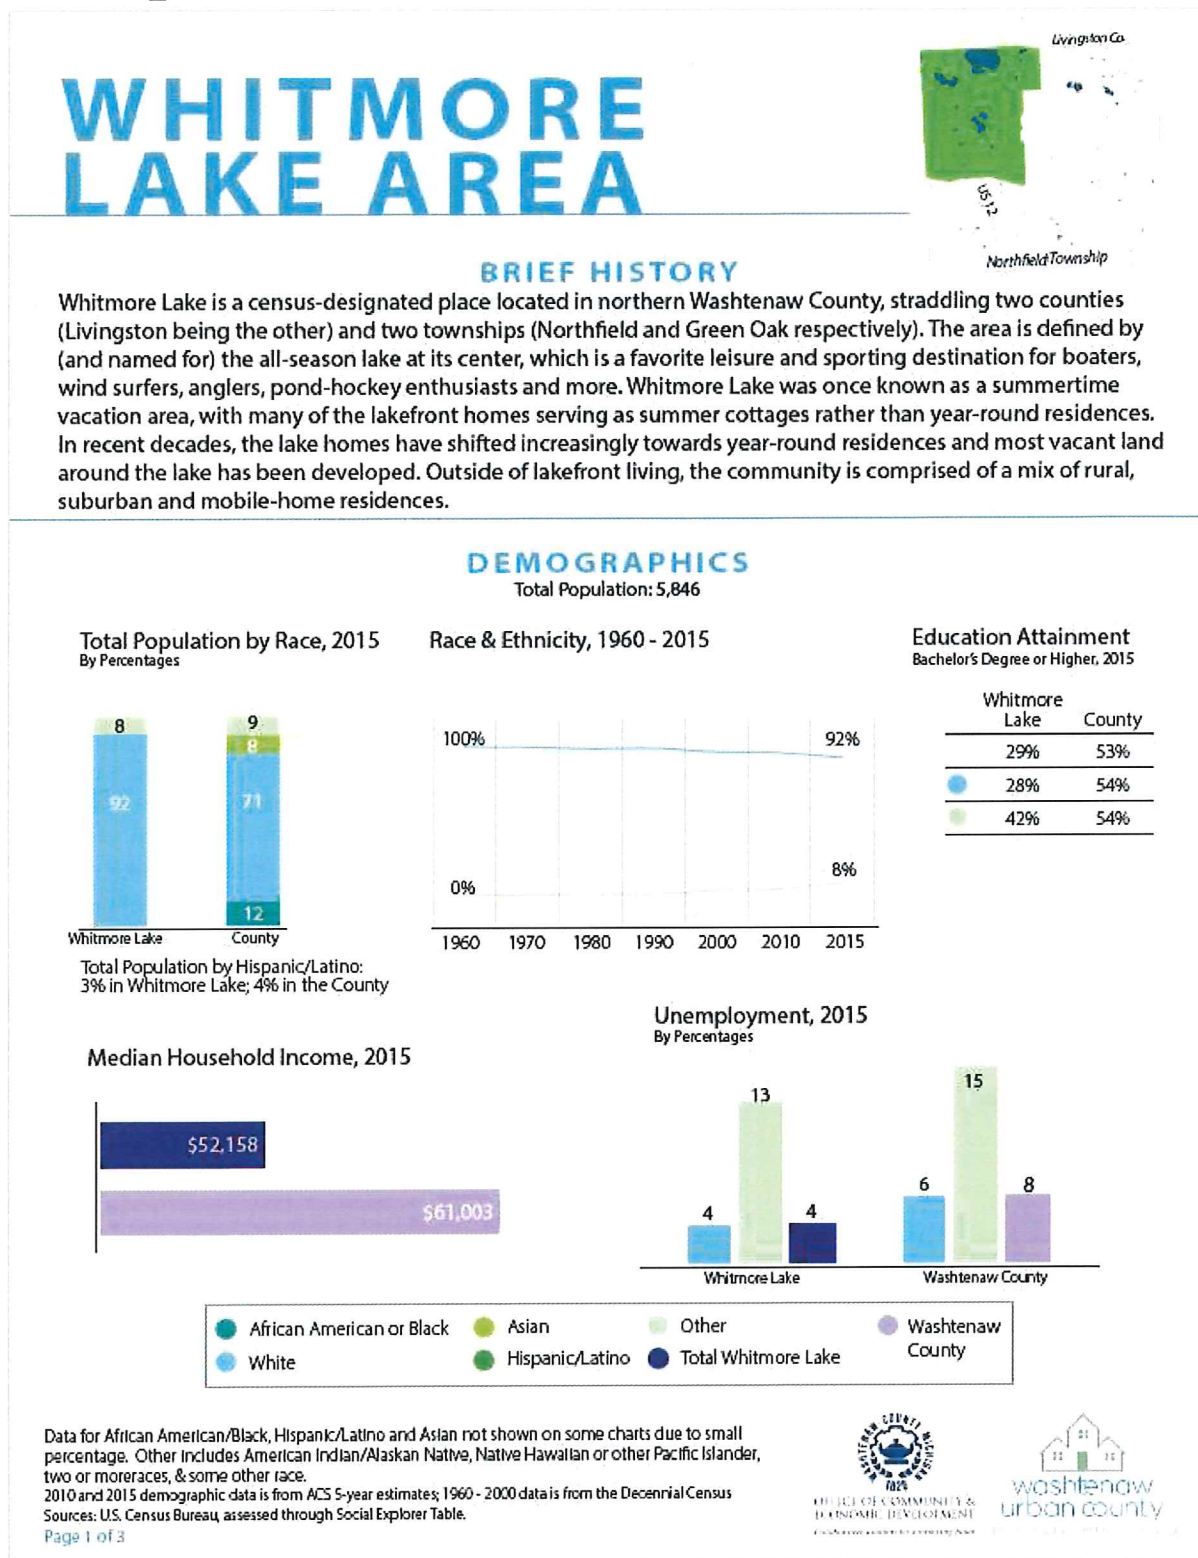 Livingston Co.
WHITMORE
LAKE AREA
US 12
Northfield Township
BRIEF HISTORY
Whitmore Lake is a census-designated place located in northern Washtenaw County, straddling two counties
(Livingston being the other) and two townships (Northfield and Green Oak respectively). The area is defined by
(and named for) the all-season lake at its center, which is a favorite leisure and sporting destination for boaters,
wind surfers, anglers, pond-hockey enthusiasts and more. Whitmore Lake was once known as a summertime
vacation area, with many of the lakefront homes serving as summer cottages rather than year-round residences.
In recent decades, the lake homes have shifted increasingly towards year-round residences and most vacant land
around the lake has been developed. Outside of lakefront living, the community is comprised of a mix of rural,
suburban and mobile-home residences.
DEMOGRAPHICS
Total Population: 5,846
Total Population by Race, 2015
By Percentages
8
9
8
92
71
12
Whitmore Lake County
Total Population by Hispanic/Latino:
3% in Whitmore Lake; 4% in the County
Race & Ethnicity, 1960 - 2015
100%
92%
8%
0%
1960 1970 1980 1990 2000 2010 2015
Education Attainment
Bachelor's Degree or Higher, 2015
Whitmore
Lake County
29% 53%
28% 54%
42% 54%
Median Household Income, 2015
$52,158
$61,003
Unemployment, 2015
By Percentages
4 13 4
6 15 8
Whitmore Lake Washtenaw County
African American or Black Asian Other Washtenaw
County
White Hispanic/Latino Total Whitmore Lake
Data for African American/Black, Hispanic/Latino and Asian not shown on some charts due to small
percentage. Other includes American Indian/Alaskan Native, Native Hawaiian or other Pacific Islander,
two or moreraces, & some other race.
2010 and 2015 demographic data is from ACS 5-year estimates; 1960 - 2000 data is from the Decennial Census
Sources: U.S. Census Bureau, assessed through Social Explorer Table.
Page 1 of 3
WASHTENAW COUNTY MICHIGAN
OFFICE OF COMMUNITY &
ECONOMIC DEVELOPMENT
washtenaw
urban county